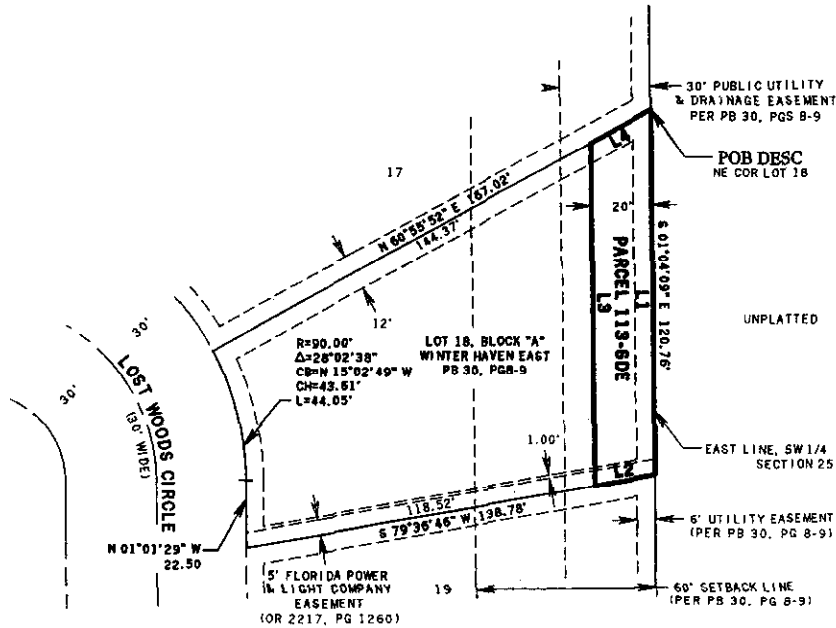 30' PUBLIC UTILITY
& DRAINAGE EASEMENT
PER PB 30, PGS 8-9
POB DESC
NE COR LOT 18
17
N 60°55'52" E 167.02'
144.37'
L4
20'
PARCEL 113-6DE
L1
L3
S 01°04'09" E 120.76'
UNPLATTED
12'
30'
30'
LOST WOODS CIRCLE
(30' WIDE)
R=90.00'
Δ=28°02'38"
CB=N 15°02'49" W
CH=43.61'
L=44.05'
LOT 18, BLOCK "A"
WINTER HAVEN EAST
PB 30, PG8-9
1.00'
EAST LINE, SW 1/4
SECTION 25
L2
118.52'
S 79°36'46" W 138.78'
N 01°01'29" W
22.50
6' UTILITY EASEMENT
(PER PB 30, PG 8-9)
5' FLORIDA POWER
& LIGHT COMPANY
EASEMENT
(OR 2217, PG 1260)
19
60' SETBACK LINE
(PER PB 30, PG 8-9)